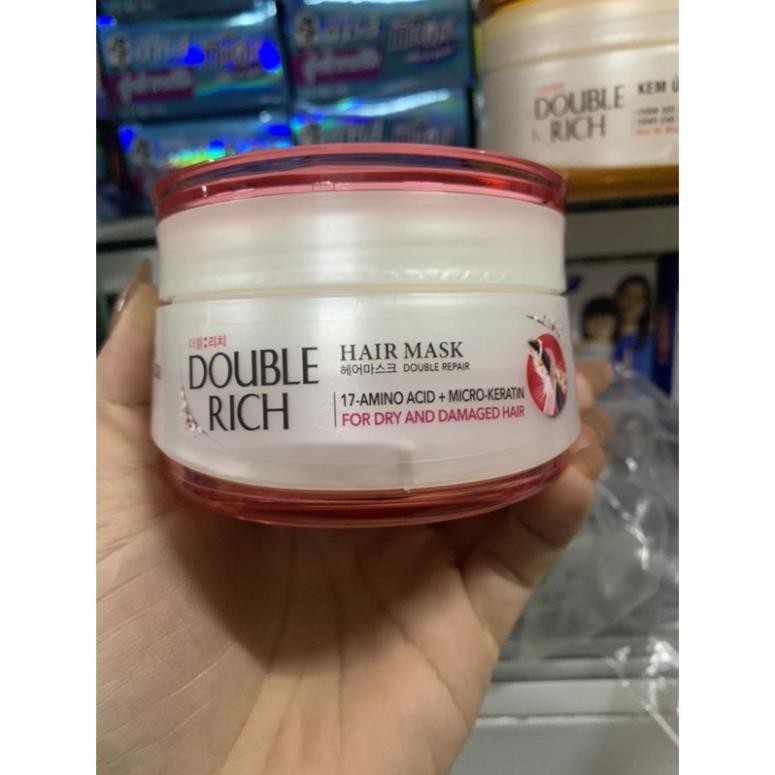 DOUBLE
RICH
KEM Ủ
더블:리치
DOUBLE
RICH
HAIR MASK
헤어마스크 DOUBLE REPAIR
17-AMINO ACID + MICRO-KERATIN
FOR DRY AND DAMAGED HAIR